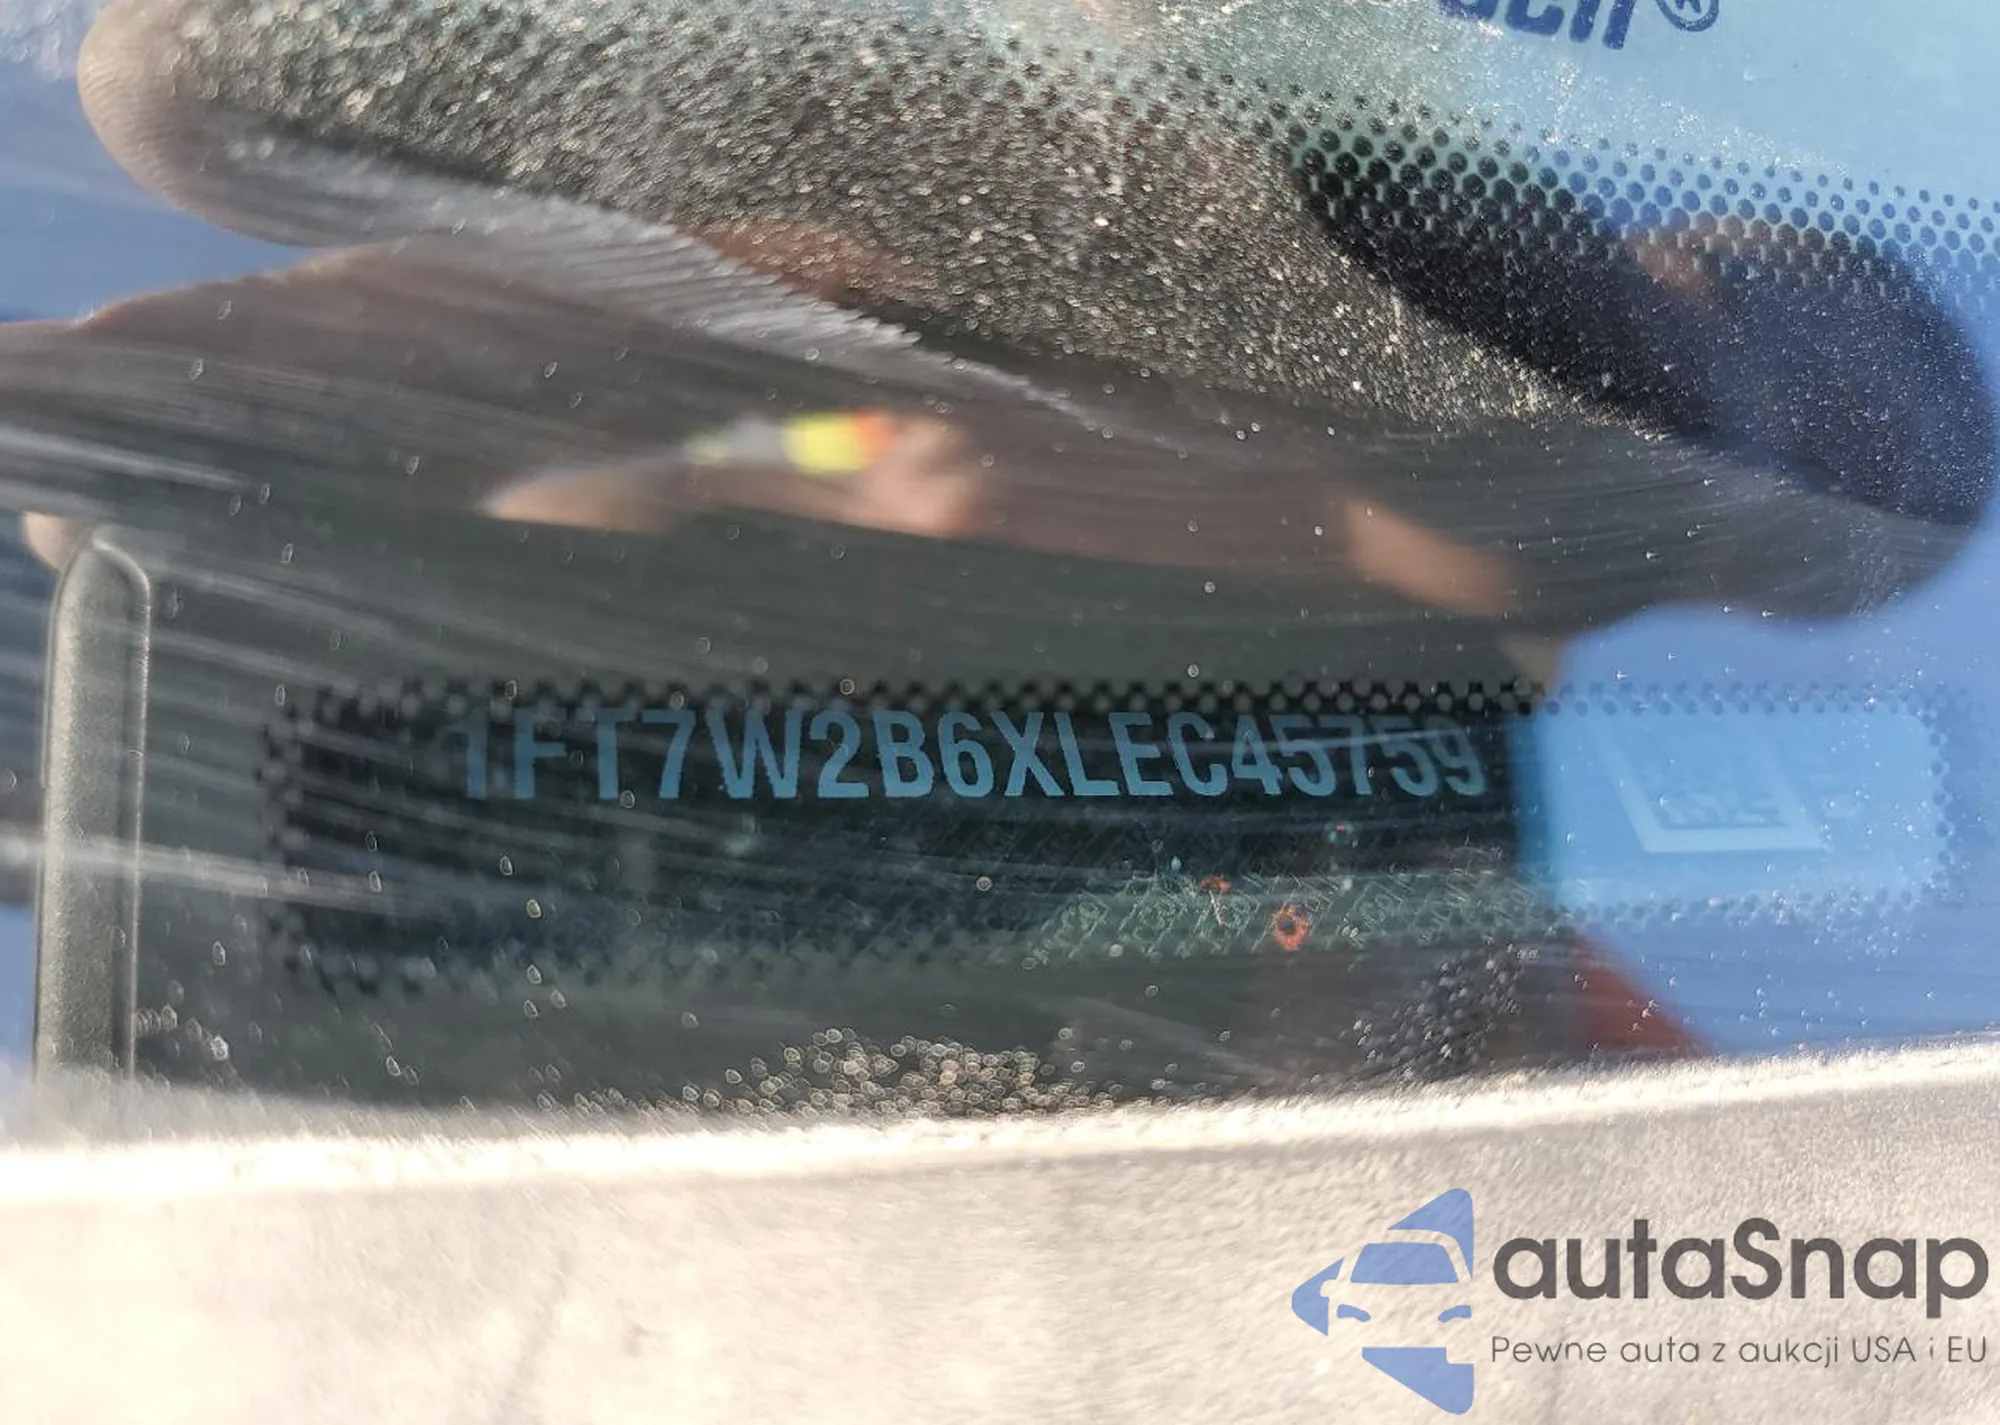 1FT7W2B6XLEC45759
autaSnap
Pewne auta z aukcji USA i EU